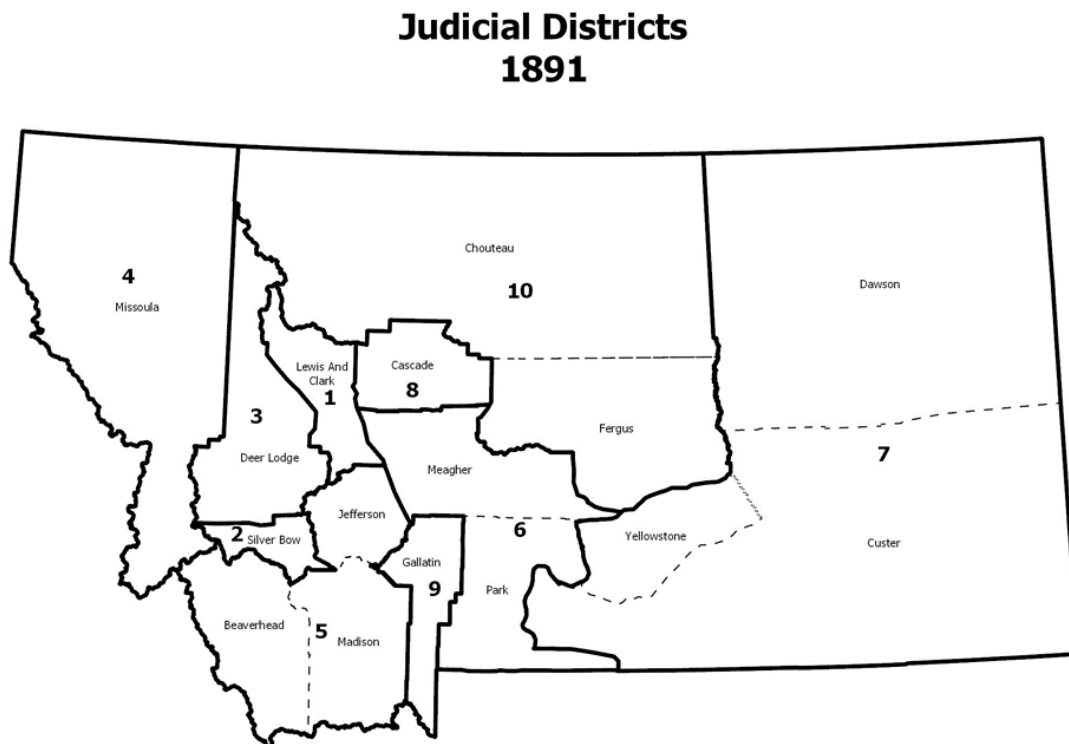 Judicial Districts
1891
Chouteau
4
Dawson
10
Missoula
Lewis And
Clark
Cascade
1
8
3
Fergus
Deer Lodge
Meagher
7
Jefferson
2
Silver Bow
6
Yellowstone
Custer
Gallatin
9
Park
Beaverhead
5
Madison